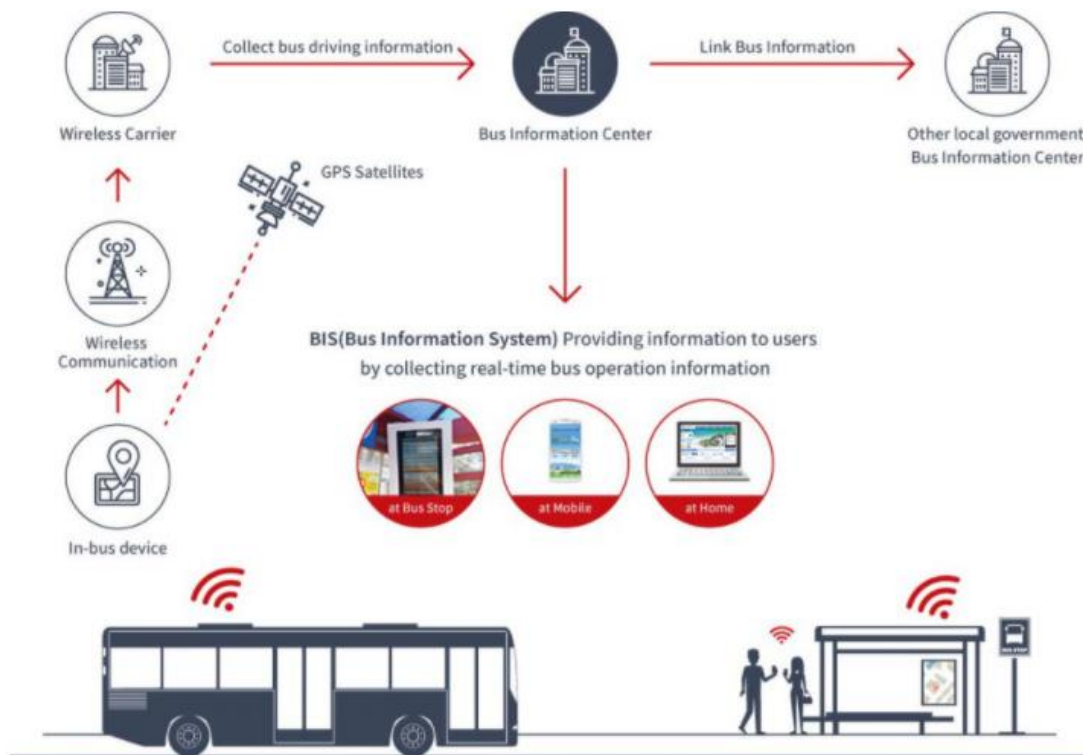 Collect bus driving information
Link Bus Information
Wireless Carrier
Bus Information Center
Other local government
Bus Information Center
GPS Satellites
Wireless
Communication
BIS(Bus Information System) Providing information to users
by collecting real-time bus operation information
at Bus Stop
at Mobile
at Home
In-bus device
BUS STOP